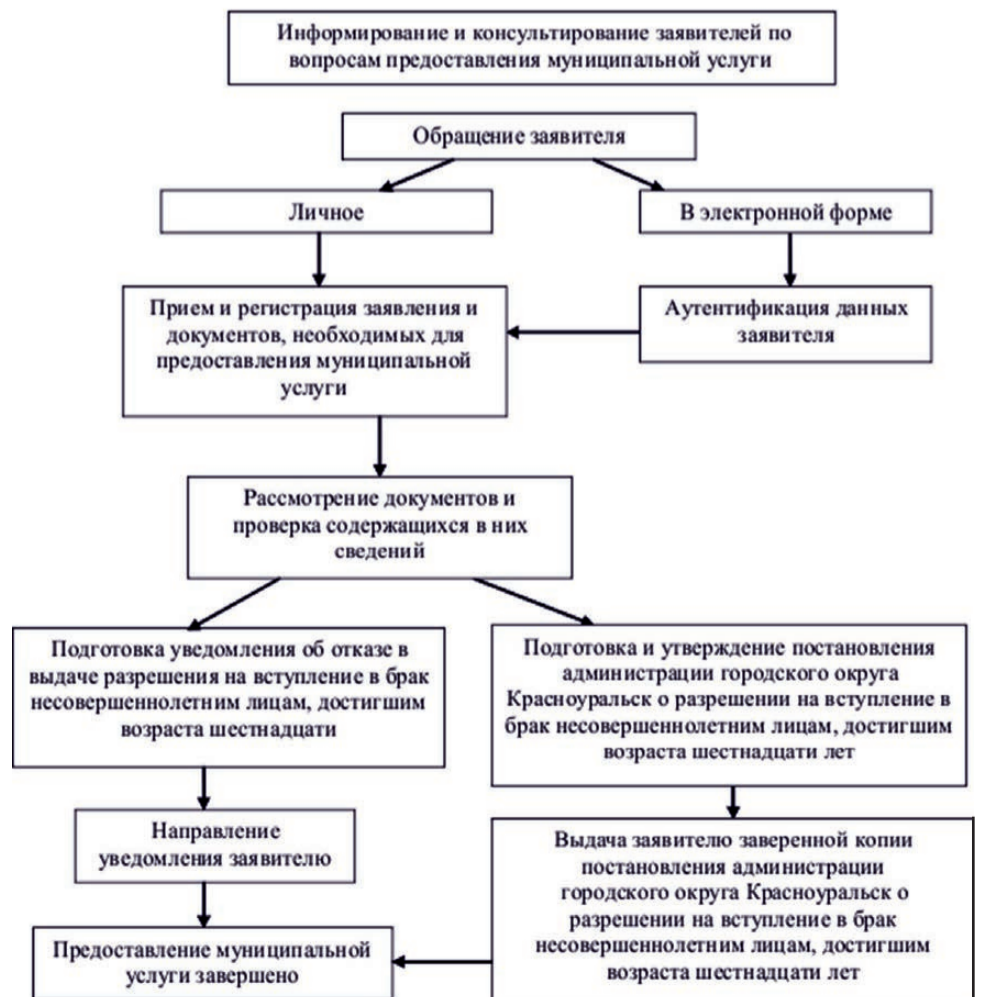 Информирование и консультирование заявителей по
вопросам предоставления муниципальной услуги
Обращение заявителя
Личное
В электронной форме
Прием и регистрация заявления и
документов, необходимых для
предоставления муниципальной
услуги
Аутентификация данных
заявителя
Рассмотрение документов и
проверка содержащихся в них
сведений
Подготовка уведомления об отказе в
выдаче разрешения на вступление в брак
несовершеннолетним лицам, достигшим
возраста шестнадцати
Подготовка и утверждение постановления
администрации городского округа
Красноуральск о разрешении на вступление в
брак несовершеннолетним лицам, достигшим
возраста шестнадцати лет
Направление
уведомления заявителю
Выдача заявителю заверенной копии
постановления администрации
городского округа Красноуральск о
разрешении на вступление в брак
несовершеннолетним лицам, достигшим
возраста шестнадцати лет
Предоставление муниципальной
услуги завершено